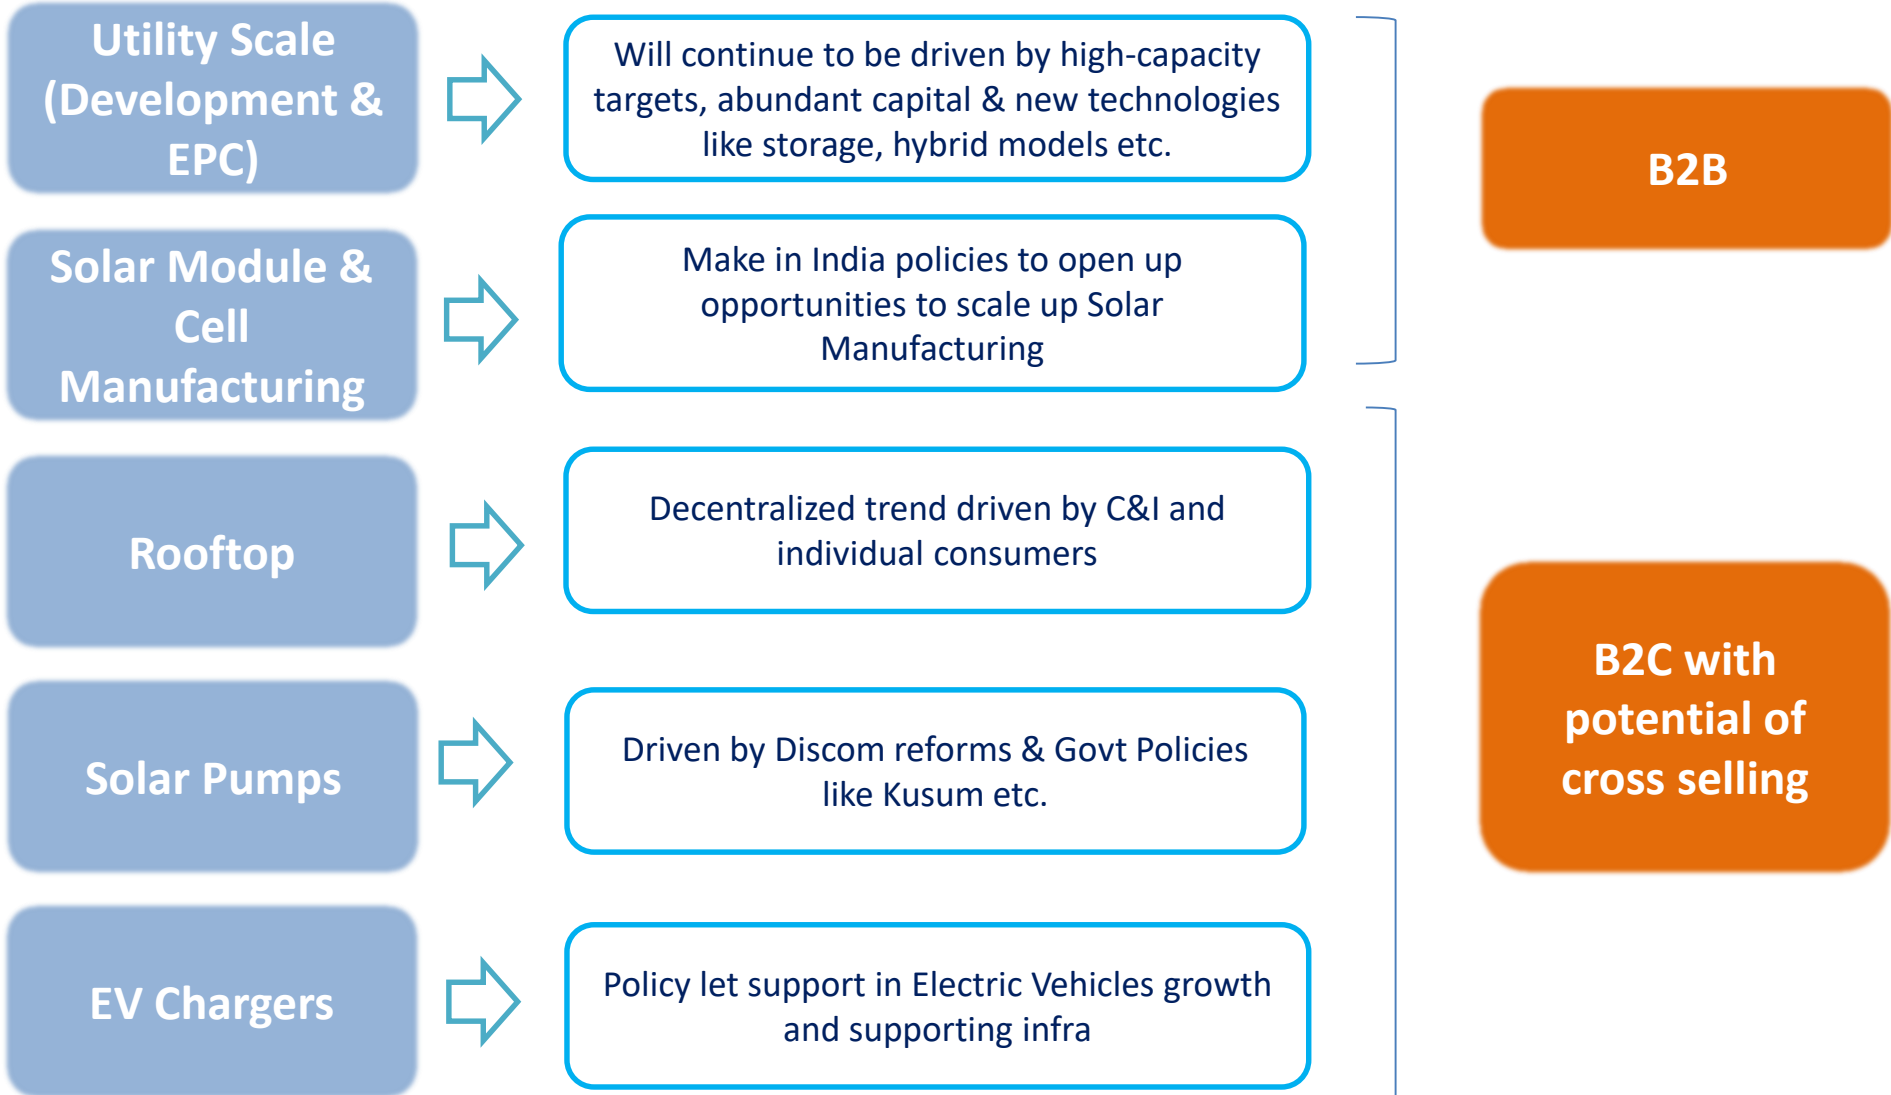 Utility Scale
(Development &
EPC)
Will continue to be driven by high-capacity
targets, abundant capital & new technologies
like storage, hybrid models etc.
B2B
Solar Module &
Cell
Manufacturing
Make in India policies to open up
opportunities to scale up Solar
Manufacturing
Rooftop
Decentralized trend driven by C&I and
individual consumers
B2C with
potential of
cross selling
Solar Pumps
Driven by Discom reforms & Govt Policies
like Kusum etc.
EV Chargers
Policy let support in Electric Vehicles growth
and supporting infra